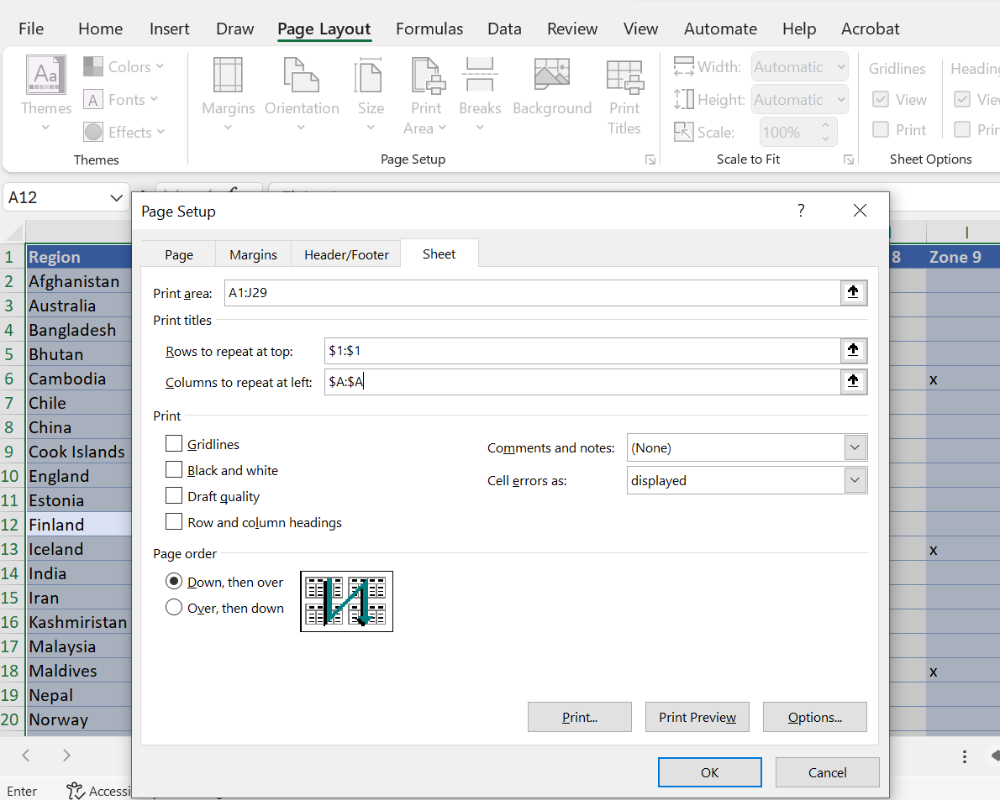 File Home Insert Draw Page Layout Formulas Data Review View Automate Help Acrobat
Aa Colors Width: Automatic Gridlines
A Fonts Height: Automatic View
Themes Margins Orientation Size Print Breaks Background Print
Effects Area Titles Scale: 100% Print
Themes Page Setup Scale to Fit Sheet Options
A12
Page Setup ?
I
Page Margins Header/Footer Sheet
1 Region 8 Zone 9
2 Afghanistan
Print area: A1:J29
3 Australia
Print titles
4 Bangladesh
Rows to repeat at top: $1:$1
5 Bhutan
Columns to repeat at left: $A:$A
6 Cambodia x
7 Chile
Print
8 China
Gridlines
Comments and notes: (None)
9 Cook Islands
Black and white
10 England
Cell errors as: displayed
Draft quality
11 Estonia
Row and column headings
12 Finland
13 Iceland x
Page order
14 India
Down, then over
15 Iran
Over, then down
16 Kashmiristan
17 Malaysia
18 Maldives x
19 Nepal
20 Norway
Print... Print Preview Options...
OK Cancel
Enter